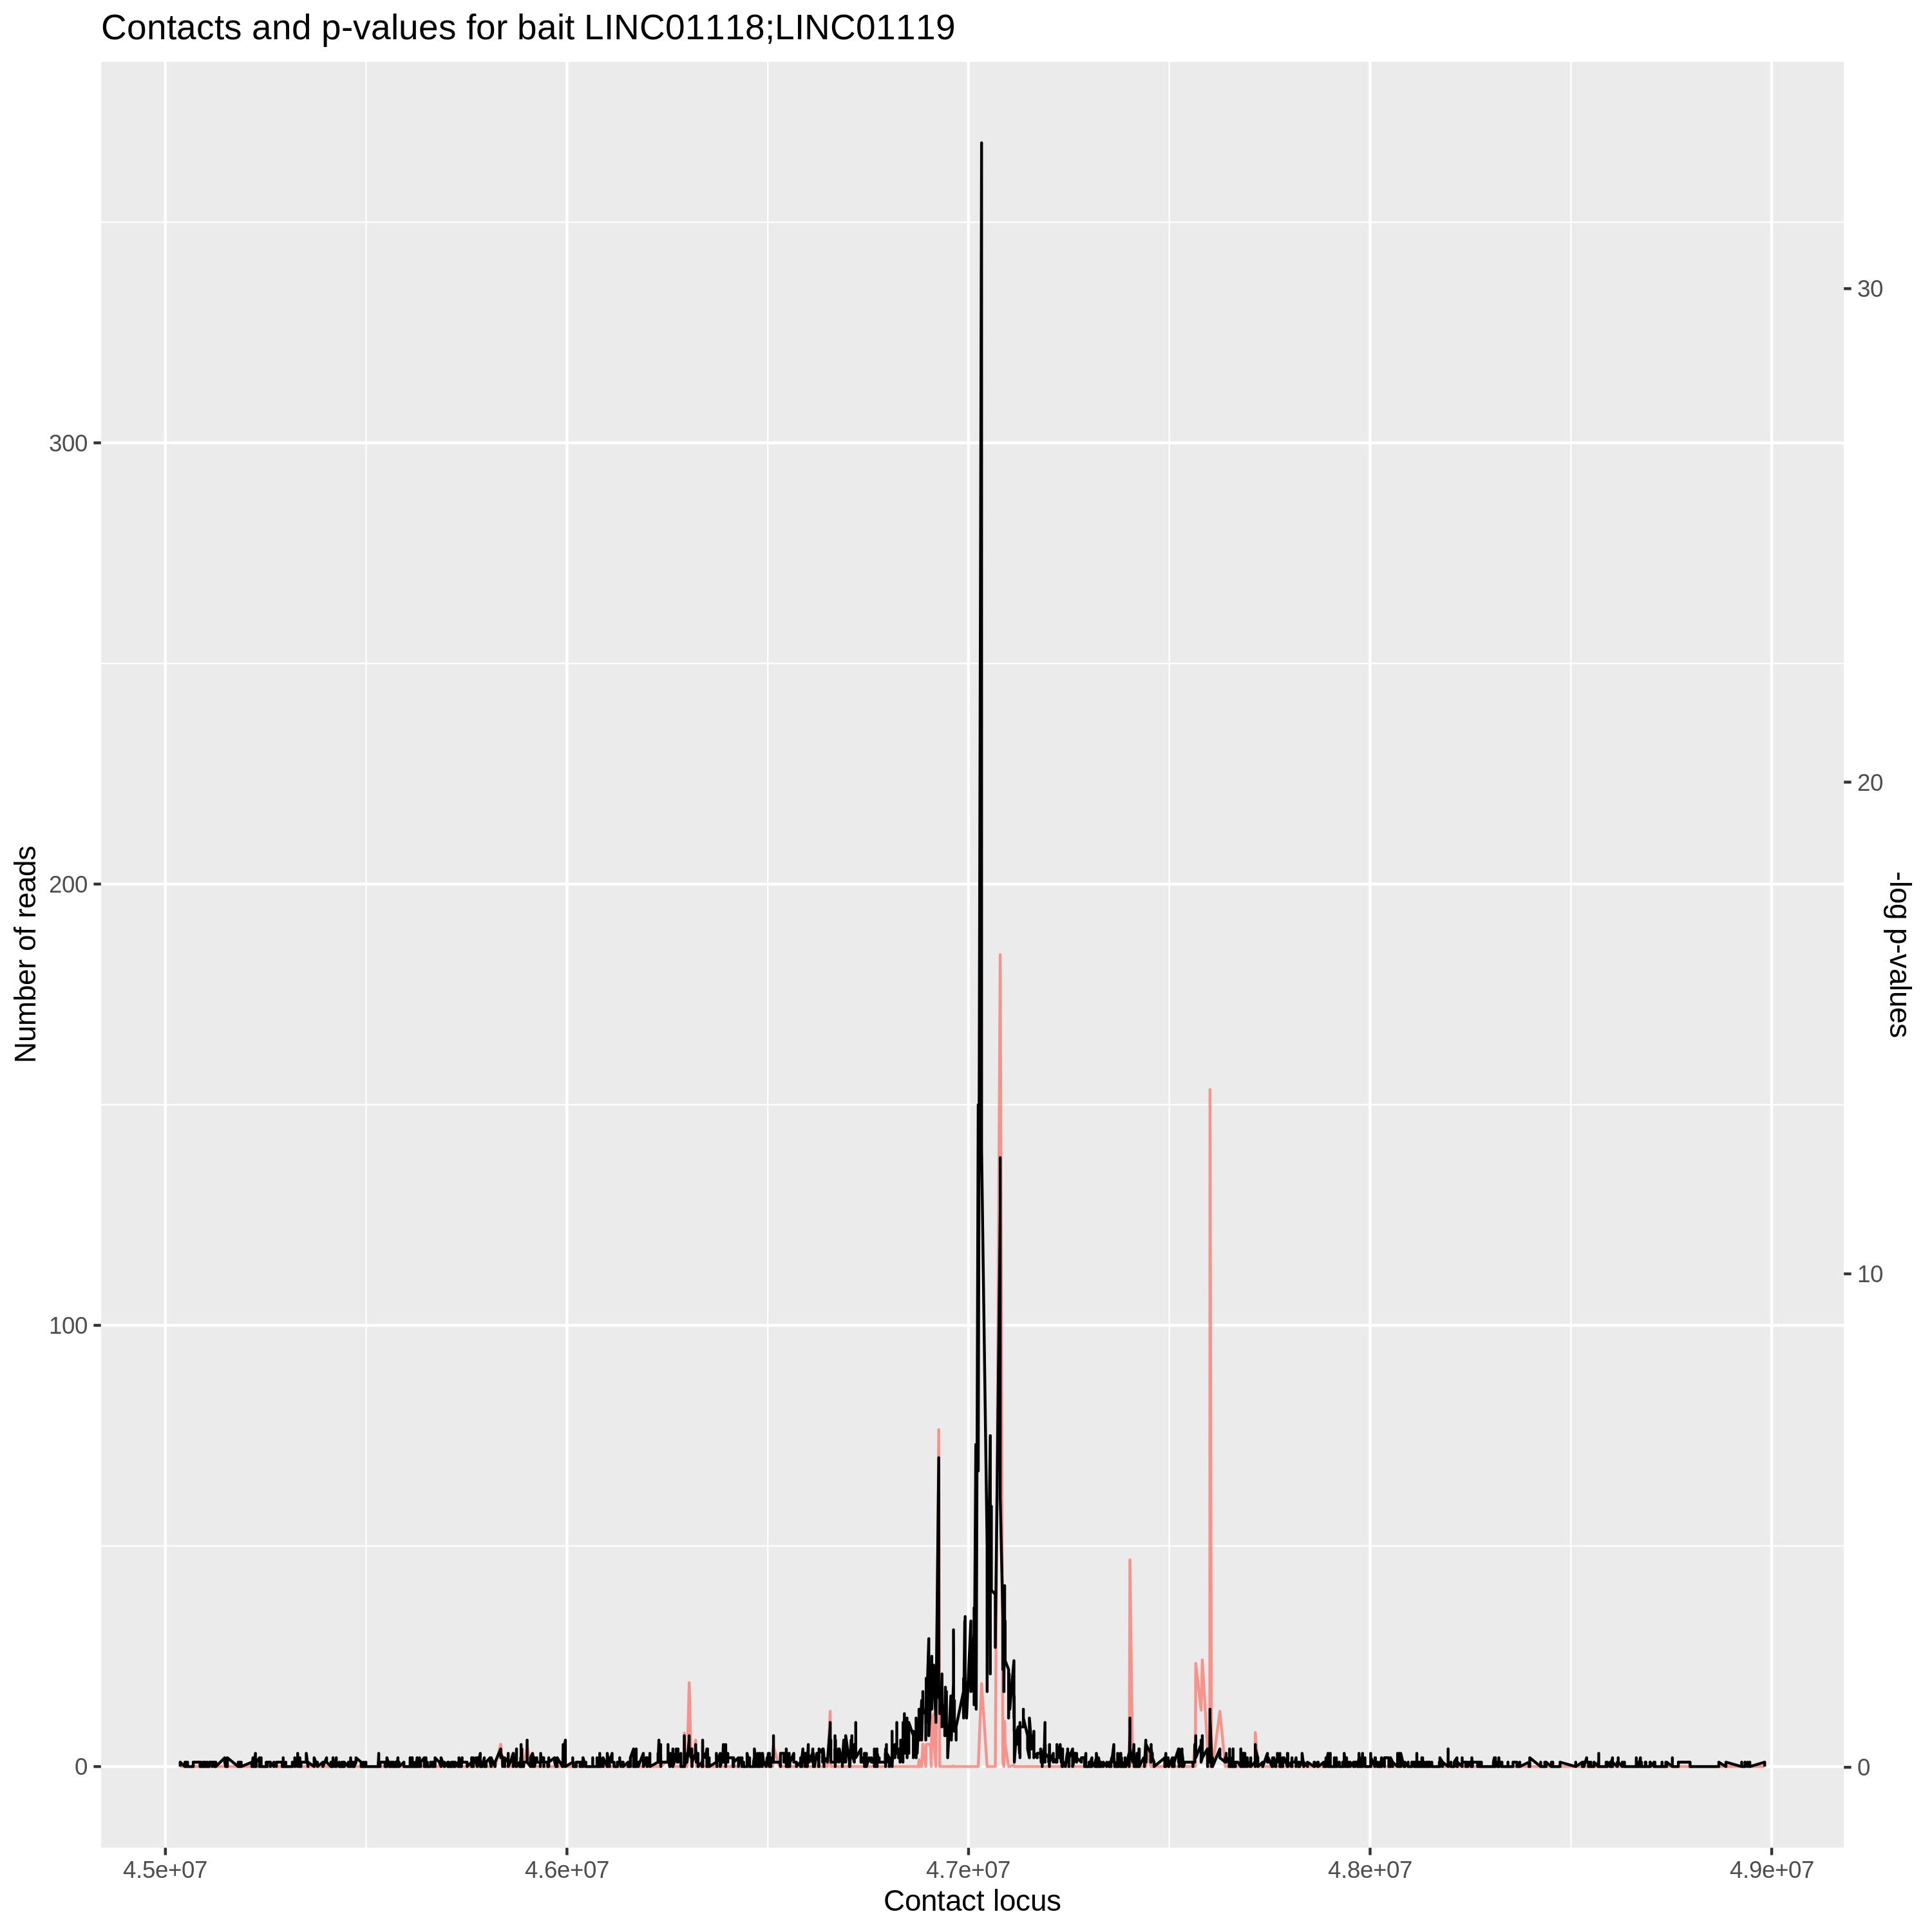 Contacts and p-values for bait LINC01118;LINC01119
Number of reads
300
200
100
0
30
20
10
0
-log p-values
4.5e+07
4.6e+07
4.7e+07
4.8e+07
4.9e+07
Contact locus